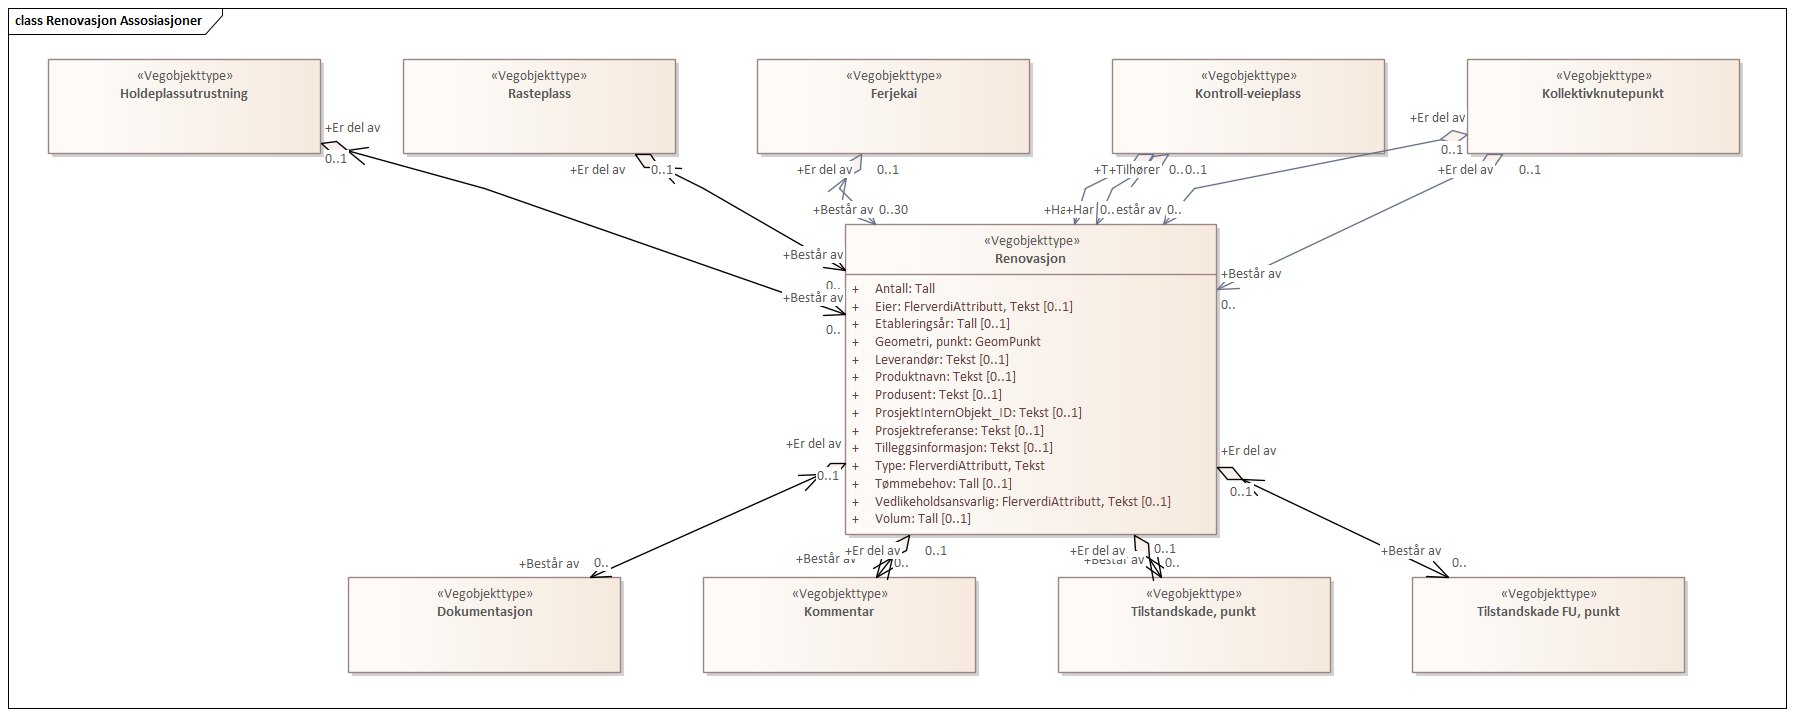 class Renovasjon Assosiasjoner
«Vegobjekttype»
Holdeplassutrustning
«Vegobjekttype»
Rasteplass
«Vegobjekttype»
Ferjekai
«Vegobjekttype»
Kontroll-veieplass
«Vegobjekttype»
Kollektivknutepunkt
+Er del av
0..1
+Er del av
0..1
+Er del av
0..1
+Tilhører
0..
0..1
+Er del av
0..1
+Er del av
0..1
+Består av
0..30
+Har
0..
estår av
0..
+Består av
0..
+Består av
0..
+Består av
0..
«Vegobjekttype»
Renovasjon
+ Antall: Tall
+ Eier: FlerverdiAttributt, Tekst [0..1]
+ Etableringsår: Tall [0..1]
+ Geometri, punkt: GeomPunkt
+ Leverandør: Tekst [0..1]
+ Produktnavn: Tekst [0..1]
+ Produsent: Tekst [0..1]
+ ProsjektInternObjekt_ID: Tekst [0..1]
+ Prosjektreferanse: Tekst [0..1]
+ Tilleggsinformasjon: Tekst [0..1]
+ Type: FlerverdiAttributt, Tekst
+ Tømmebehov: Tall [0..1]
+ Vedlikeholdsansvarlig: FlerverdiAttributt, Tekst [0..1]
+ Volum: Tall [0..1]
+Er del av
0..1
+Er del av
0..1
+Er del av
0..1
+Er del av
0..1
+Består av
0..
+Består av
0..
+Består av
0..
+Består av
0..
«Vegobjekttype»
Dokumentasjon
«Vegobjekttype»
Kommentar
«Vegobjekttype»
Tilstandskade, punkt
«Vegobjekttype»
Tilstandskade FU, punkt